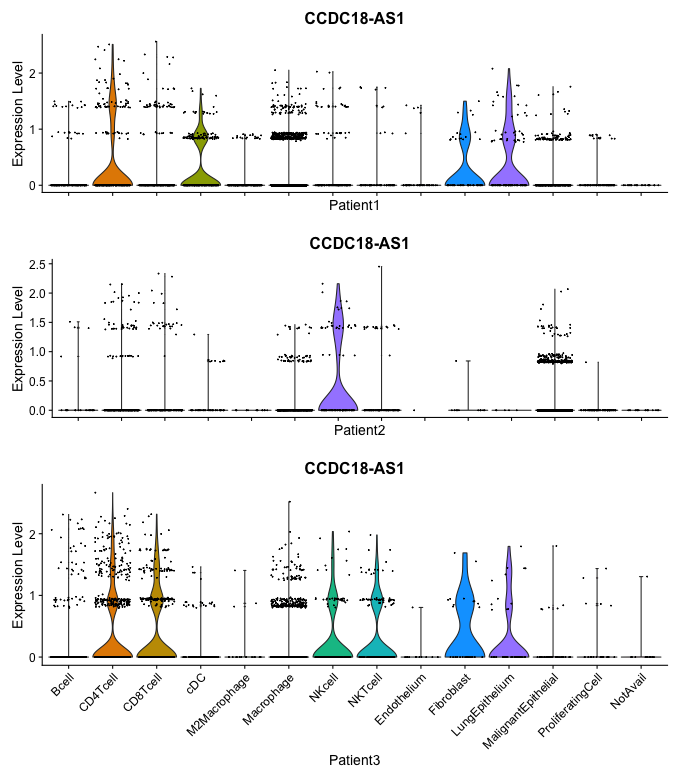 CCDC18-AS1
Expression Level
2
1
0
Patient1
CCDC18-AS1
Expression Level
2.5
2.0
1.5
1.0
0.5
0.0
Patient2
CCDC18-AS1
Expression Level
2
1
0
Bcell
CD4Tcell
CD8Tcell
cDC
M2Macrophage
Macrophage
NKcell
NKTcell
Endothelium
Fibroblast
LungEpithelium
MalignantEpithelial
ProliferatingCell
NotAvail
Patient3